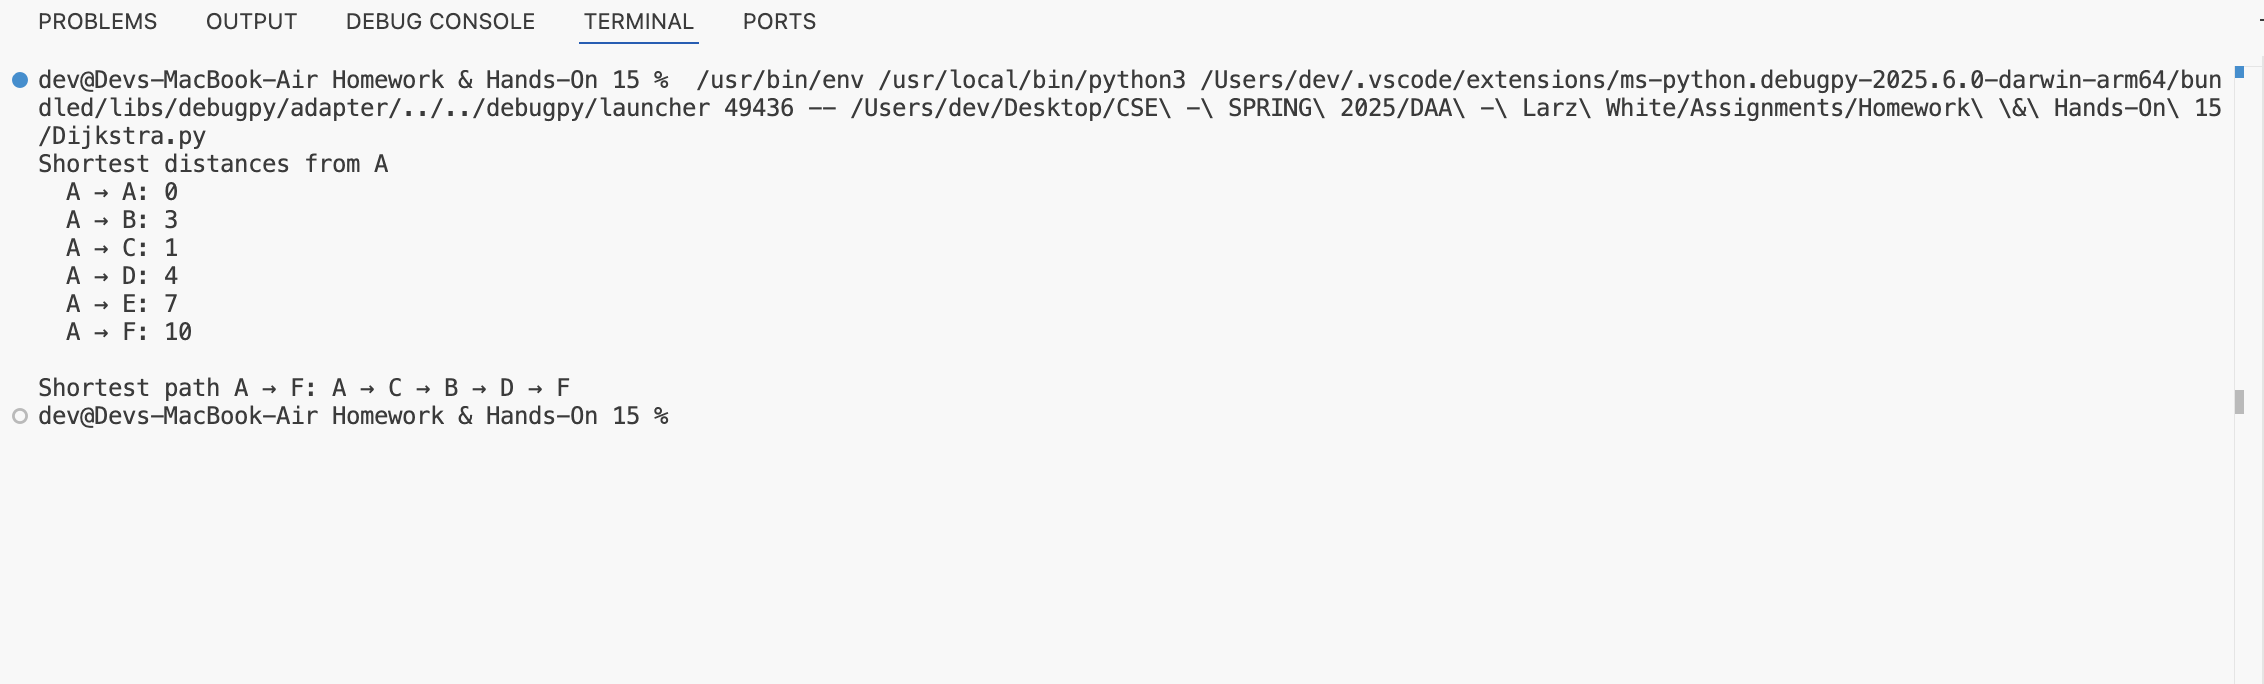 PROBLEMS OUTPUT DEBUG CONSOLE TERMINAL PORTS
dev@Devs-MacBook-Air Homework & Hands-On 15 %  /usr/bin/env /usr/local/bin/python3 /Users/dev/.vscode/extensions/ms-python.debugpy-2025.6.0-darwin-arm64/bun
dled/libs/debugpy/adapter/../../debugpy/launcher 49436 -- /Users/dev/Desktop/CSE\ -\ SPRING\ 2025/DAA\ -\ Larz\ White/Assignments/Homework\ \&\ Hands-On\ 15
/Dijkstra.py
Shortest distances from A
  A → A: 0
  A → B: 3
  A → C: 1
  A → D: 4
  A → E: 7
  A → F: 10

Shortest path A → F: A → C → B → D → F
dev@Devs-MacBook-Air Homework & Hands-On 15 %